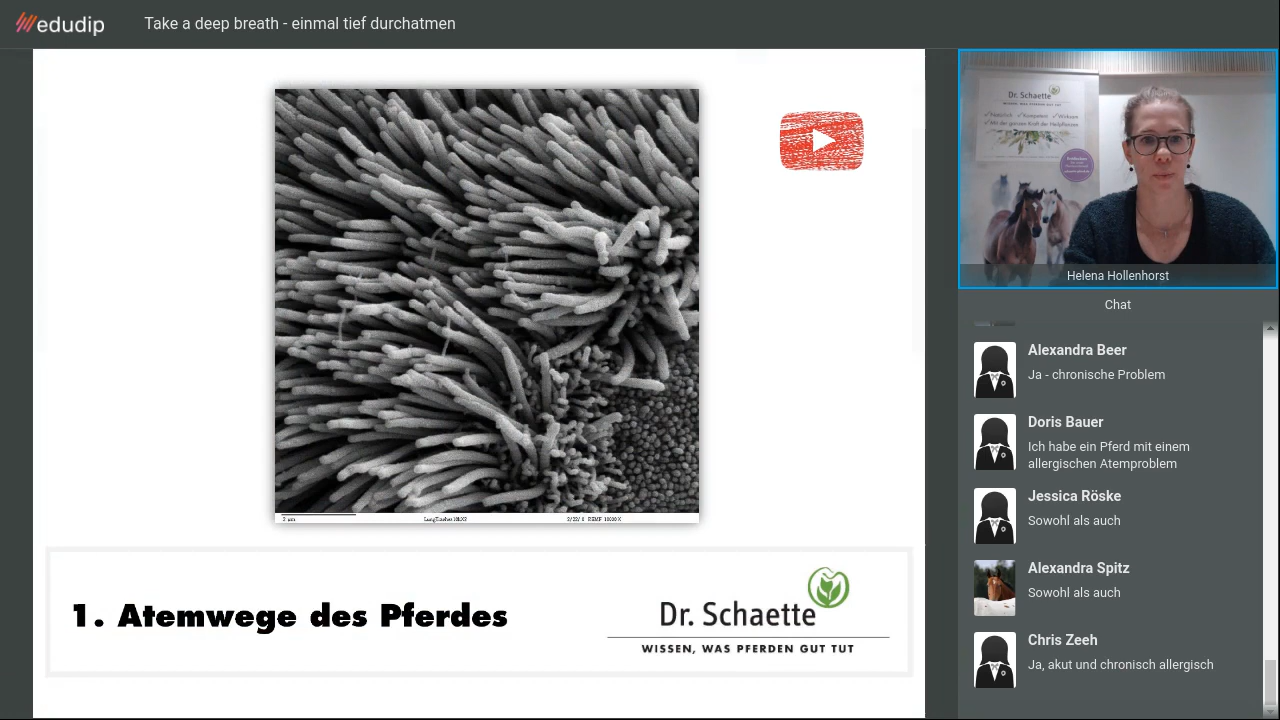 edudip
Take a deep breath - einmal tief durchatmen
Dr. Schaette
Helena Hollenhorst
Chat
Alexandra Beer
Ja - chronische Problem
Doris Bauer
Ich habe ein Pferd mit einem
allergischen Atemproblem
Jessica Röske
Sowohl als auch
Alexandra Spitz
Sowohl als auch
Chris Zeeh
Ja, akut und chronisch allergisch
1. Atemwege des Pferdes
Dr. Schaette
WISSEN, WAS PFERDEN GUT TUT